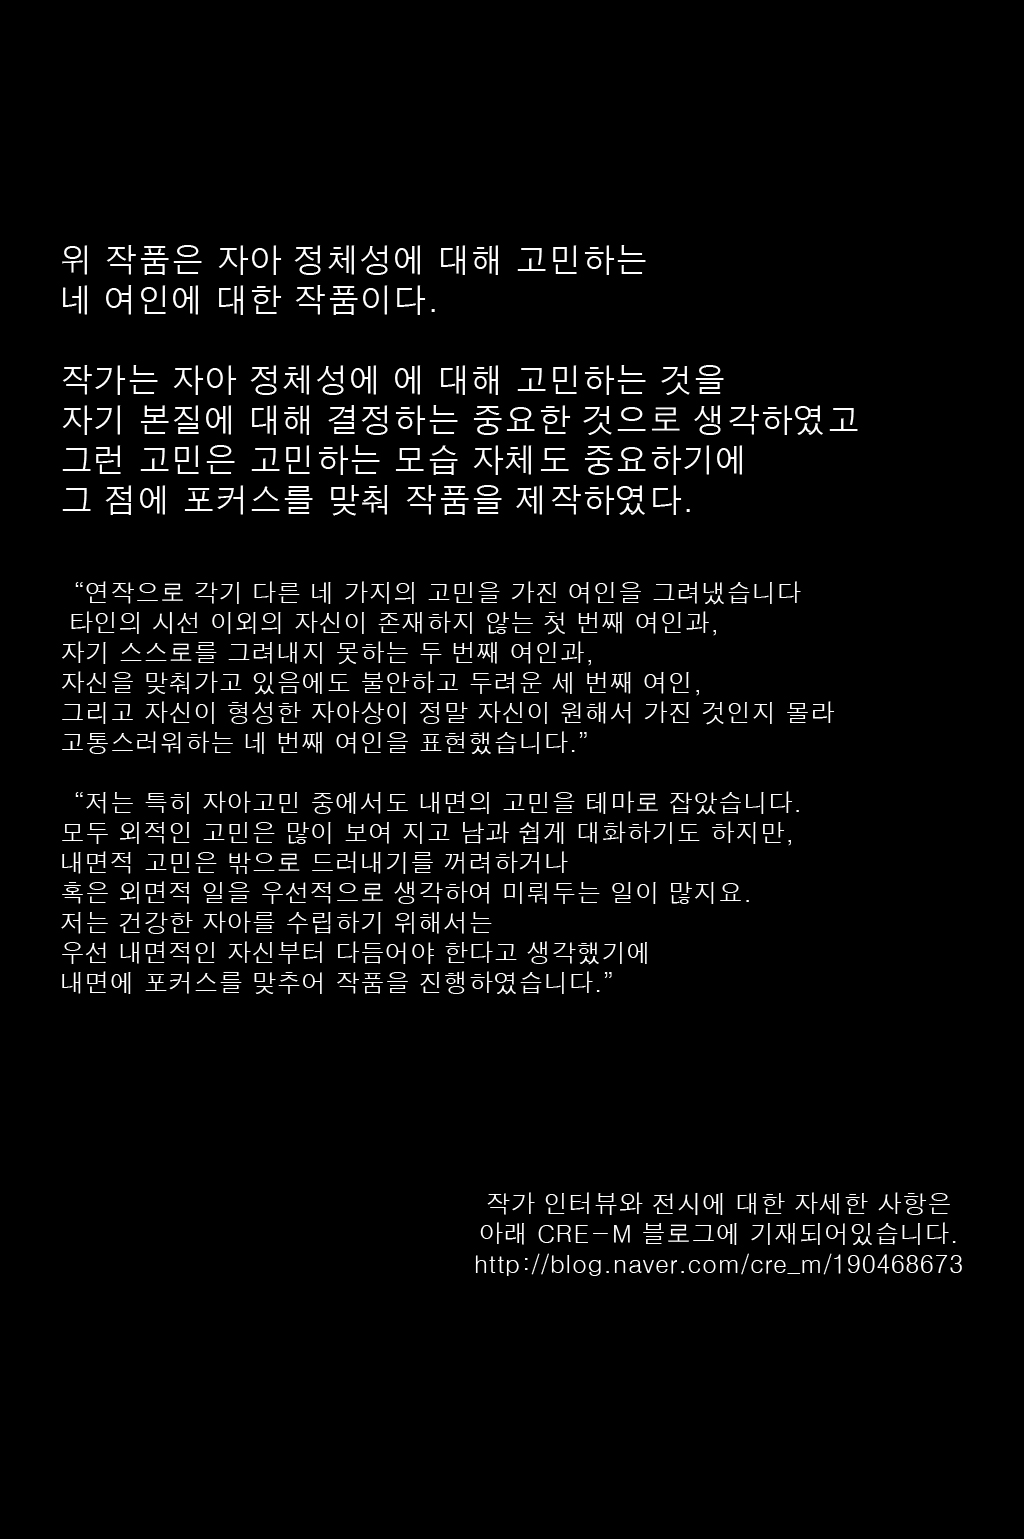 위 작품은 자아 정체성에 대해 고민하는
네 여인에 대한 작품이다.
작가는 자아 정체성에 에 대해 고민하는 것을
자기 본질에 대해 결정하는 중요한 것으로 생각하였고
그런 고민은 고민하는 모습 자체도 중요하기에
그 점에 포커스를 맞춰 작품을 제작하였다.
“연작으로 각기 다른 네 가지의 고민을 가진 여인을 그려냈습니다
타인의 시선 이외의 자신이 존재하지 않는 첫 번째 여인과,
자기 스스로를 그려내지 못하는 두 번째 여인과,
자신을 맞춰가고 있음에도 불안하고 두려운 세 번째 여인,
그리고 자신이 형성한 자아상이 정말 자신이 원해서 가진 것인지 몰라
고통스러워하는 네 번째 여인을 표현했습니다.”
“저는 특히 자아고민 중에서도 내면의 고민을 테마로 잡았습니다.
모두 외적인 고민은 많이 보여 지고 남과 쉽게 대화하기도 하지만,
내면적 고민은 밖으로 드러내기를 꺼려하거나
혹은 외면적 일을 우선적으로 생각하여 미뤄두는 일이 많지요.
저는 건강한 자아를 수립하기 위해서는
우선 내면적인 자신부터 다듬어야 한다고 생각했기에
내면에 포커스를 맞추어 작품을 진행하였습니다.”
작가 인터뷰와 전시에 대한 자세한 사항은
아래 CRE-M 블로그에 기재되어있습니다.
http://blog.naver.com/cre_m/190468673